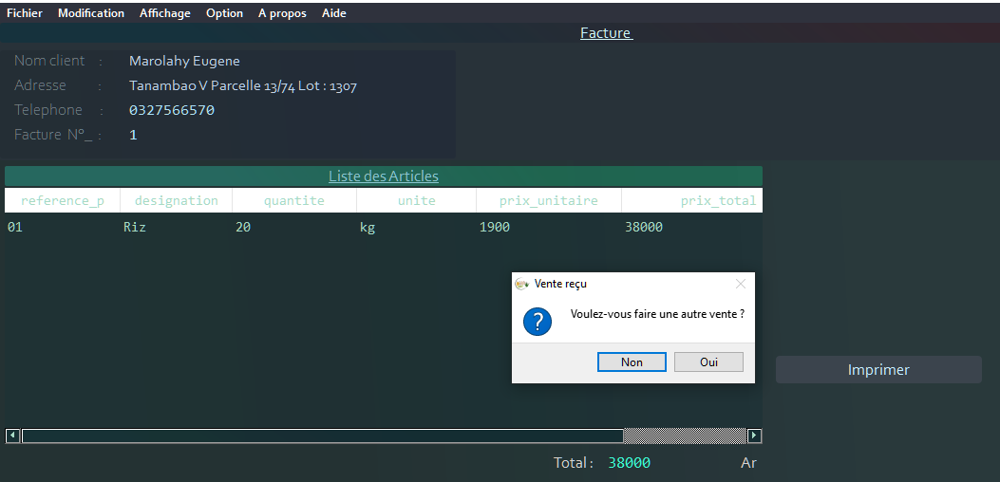 Fichier Modification Affichage Option A propos Aide
Facture
Nom client : Marolahy Eugene
Adresse : Tanambao V Parcelle 13/74 Lot : 1307
Telephone : 0327566570
Facture N°_ : 1
Liste des Articles
reference_p designation quantite unite prix_unitaire prix_total
01 Riz 20 kg 1900 38000
Vente reçu
Voulez-vous faire une autre vente ?
Non Oui
Imprimer
Total : 38000 Ar